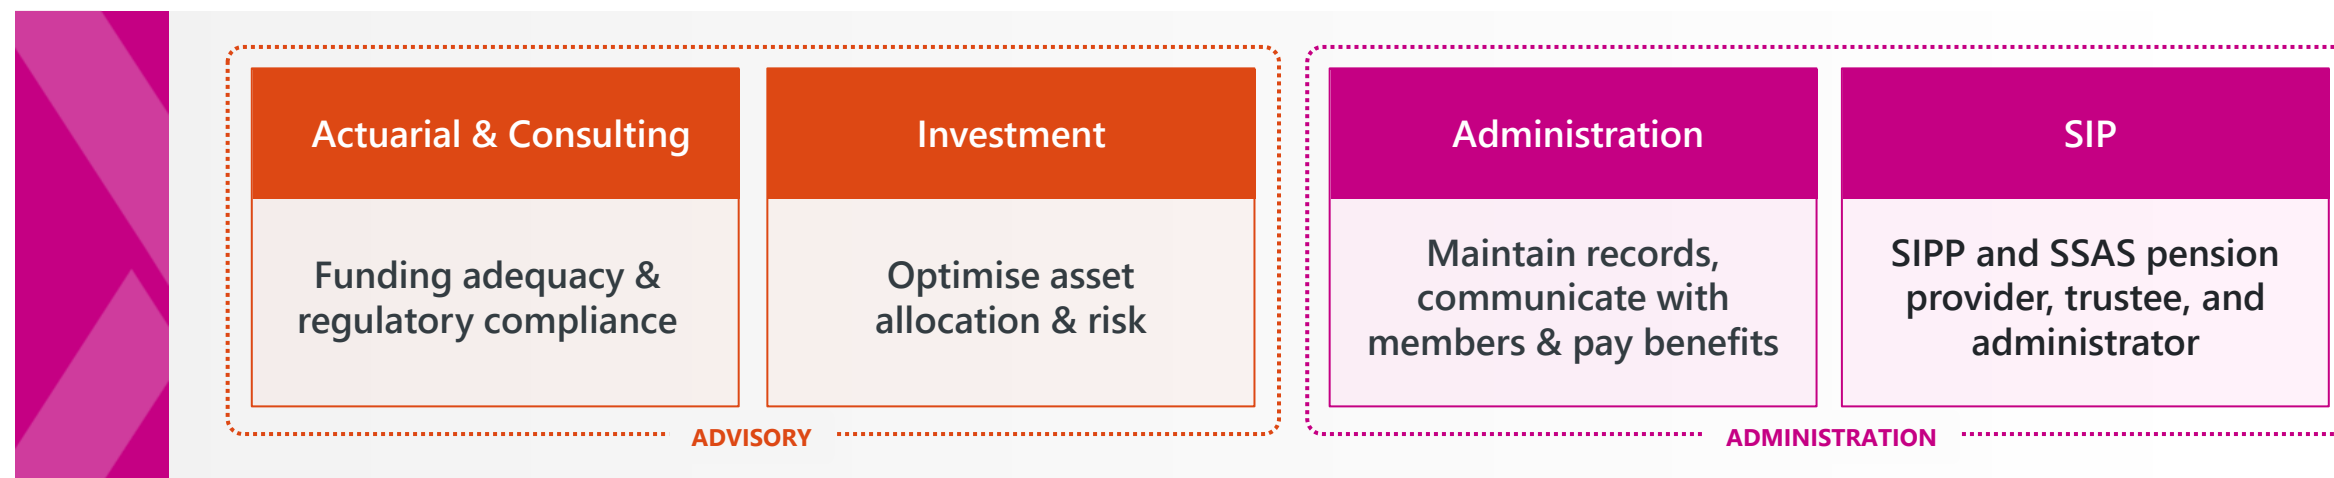 Actuarial & Consulting
Funding adequacy &
regulatory compliance
Investment
Optimise asset
allocation & risk
ADVISORY
Administration
Maintain records,
communicate with
members & pay benefits
SIP
SIPP and SSAS pension
provider, trustee, and
administrator
ADMINISTRATION